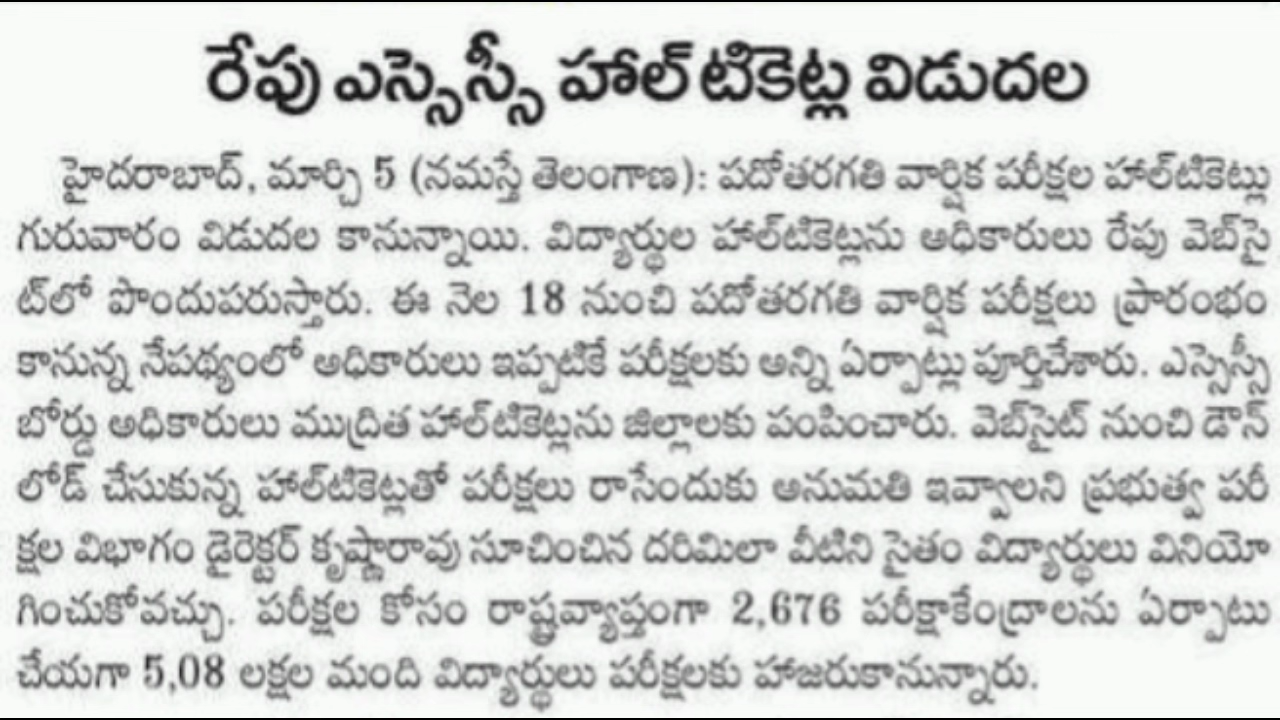 రేపు ఎస్సెస్సీ హాల్‌టికెట్ల విడుదల
హైదరాబాద్, మార్చి 5 (నమస్తే తెలంగాణ): పదోతరగతి వార్షిక పరీక్షల హాల్‌టికెట్లు
గురువారం విడుదల కానున్నాయి. విద్యార్థుల హాల్‌టికెట్లను అధికారులు రేపు వెబ్‌సై
ట్‌లో పొందుపరుస్తారు. ఈ నెల 18 నుంచి పదోతరగతి వార్షిక పరీక్షలు ప్రారంభం
కానున్న నేపథ్యంలో అధికారులు ఇప్పటికే పరీక్షలకు అన్ని ఏర్పాట్లు పూర్తిచేశారు. ఎస్సెస్సీ
బోర్డు అధికారులు ముద్రిత హాల్‌టికెట్లను జిల్లాలకు పంపించారు. వెబ్‌సైట్ నుంచి డౌన్
లోడ్ చేసుకున్న హాల్‌టికెట్లతో పరీక్షలు రాసేందుకు అనుమతి ఇవ్వాలని ప్రభుత్వ పరీ
క్షల విభాగం డైరెక్టర్ కృష్ణారావు సూచించిన దరిమిలా వీటిని సైతం విద్యార్థులు వినియో
గించుకోవచ్చు. పరీక్షల కోసం రాష్ట్రవ్యాప్తంగా 2,676 పరీక్షాకేంద్రాలను ఏర్పాటు
చేయగా 5,08 లక్షల మంది విద్యార్థులు పరీక్షలకు హాజరుకానున్నారు.